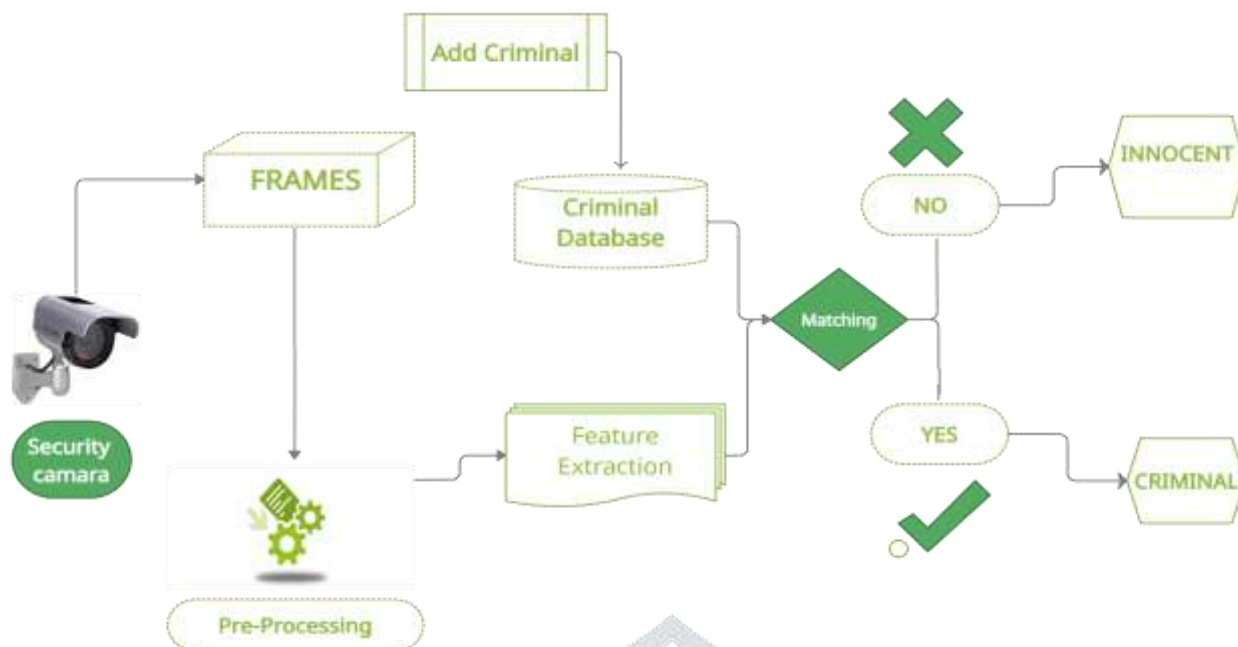 Add Criminal
FRAMES
INNOCENT
NO
Criminal
Database
Matching
Security
camara
Feature
Extraction
YES
CRIMINAL
Pre-Processing